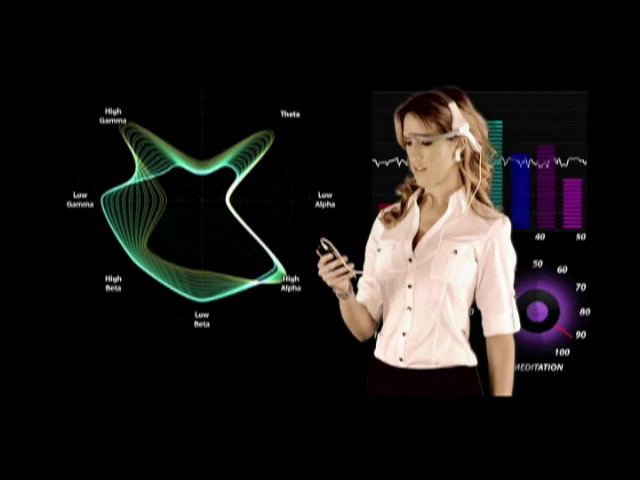 High
Gamma
Theta
Low
Gamma
Low
Alpha
High
Beta
High
Alpha
Low
Beta
40
50
50
60
70
80
90
100
MEDITATION